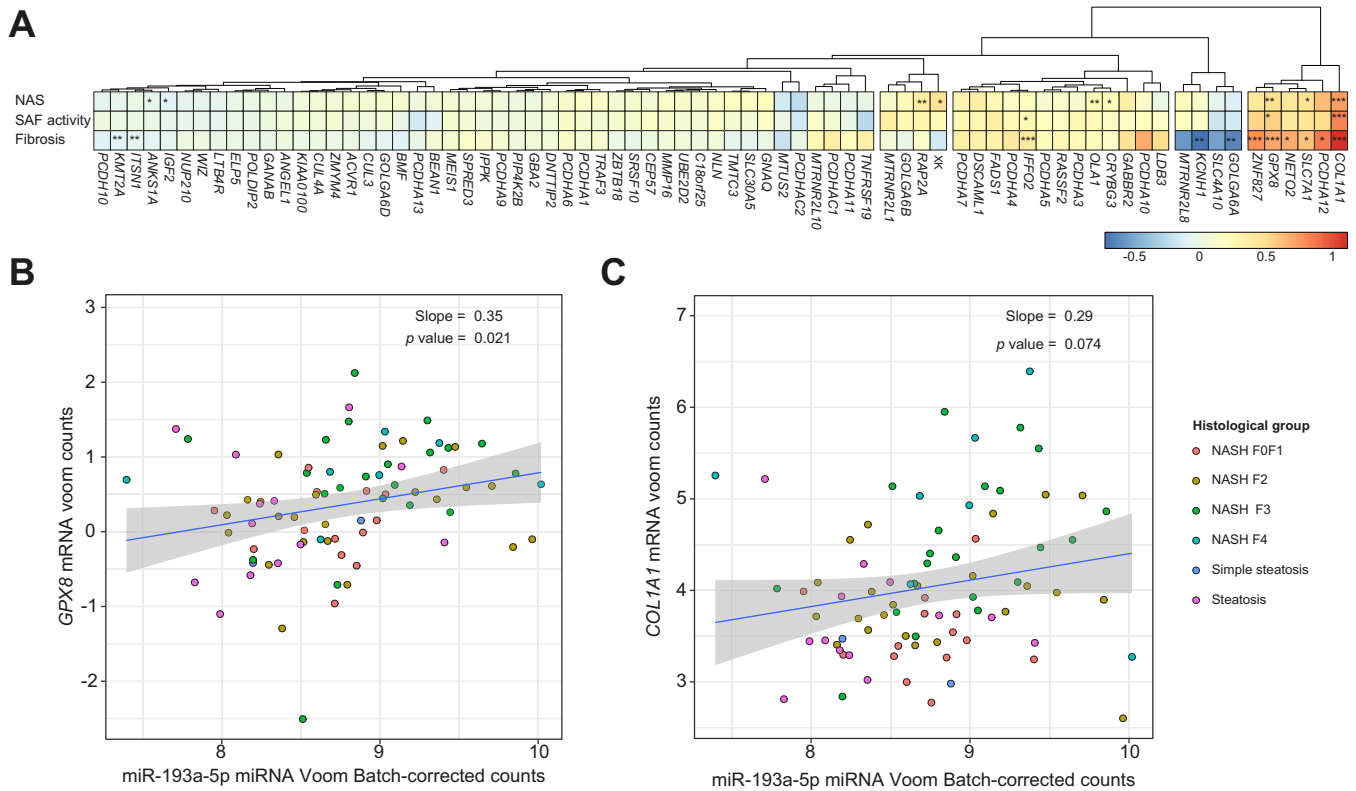 A
NAS * * ** * ** * ** * ***
SAF activity * * ***
Fibrosis ** ** *** ** ** *** *** * * * ***
PCDH10 KMT2A ITSN1 ANKS1A IGF2 NUP210 WIZ LTB4R ELP5 POLDIP2 GANAB ANGEL1 KIAA0100 CUL4A ZMYM4 ACVR1 CUL3 GOLGA6D BMF PCDHA13 BEAN1 MEIS1 SPRED3 IPPK PCDHA9 PIP4K2B GBA2 DNTTIP2 PCDHA6 PCDHA1 TRAF3 ZBTB18 SRSF10 CEP57 MMP16 UBE2D2 C18orf25 NLN TMTC3 SLC30A5 GNAQ MTUS2 PCDHAC2 MTRNR2L10 PCDHAC1 PCDHA11 TNFRSF19 MTRNR2L1 GOLGA6B RAP2A XK PCDHA7 DSCAML1 FADS1 PCDHA4 IFFO2 PCDHA5 RASSF2 PCDHA3 OLA1 CRYBG3 GABBR2 PCDHA10 LDB3 MTRNR2L8 KCNH1 SLC4A10 GOLGA6A ZNF827 GPX8 NETO2 SLC7A1 PCDHA12 COL1A1
-0.5 0 0.5 1
B
Slope = 0.35
p value = 0.021
3
2
1
0
-1
-2
GPX8 mRNA voom counts
8 9 10
miR-193a-5p miRNA Voom Batch-corrected counts
C
Slope = 0.29
p value = 0.074
7
6
5
4
3
COL1A1 mRNA voom counts
8 9 10
miR-193a-5p miRNA Voom Batch-corrected counts
Histological group
NASH F0F1
NASH F2
NASH F3
NASH F4
Simple steatosis
Steatosis